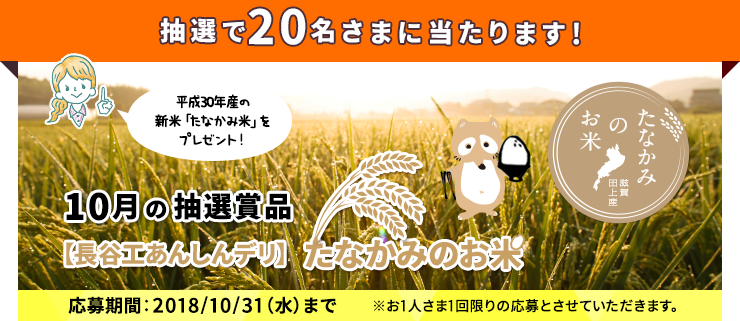 抽選で20名さまに当たります!
平成30年産の
新米「たなかみ米」を
プレゼント!
たなかみ
の
お米
滋賀
田上産
10月の抽選賞品
【長谷工あんしんデリ】 たなかみのお米
応募期間：2018/10/31（水）まで ※お1人さま1回限りの応募とさせていただきます。